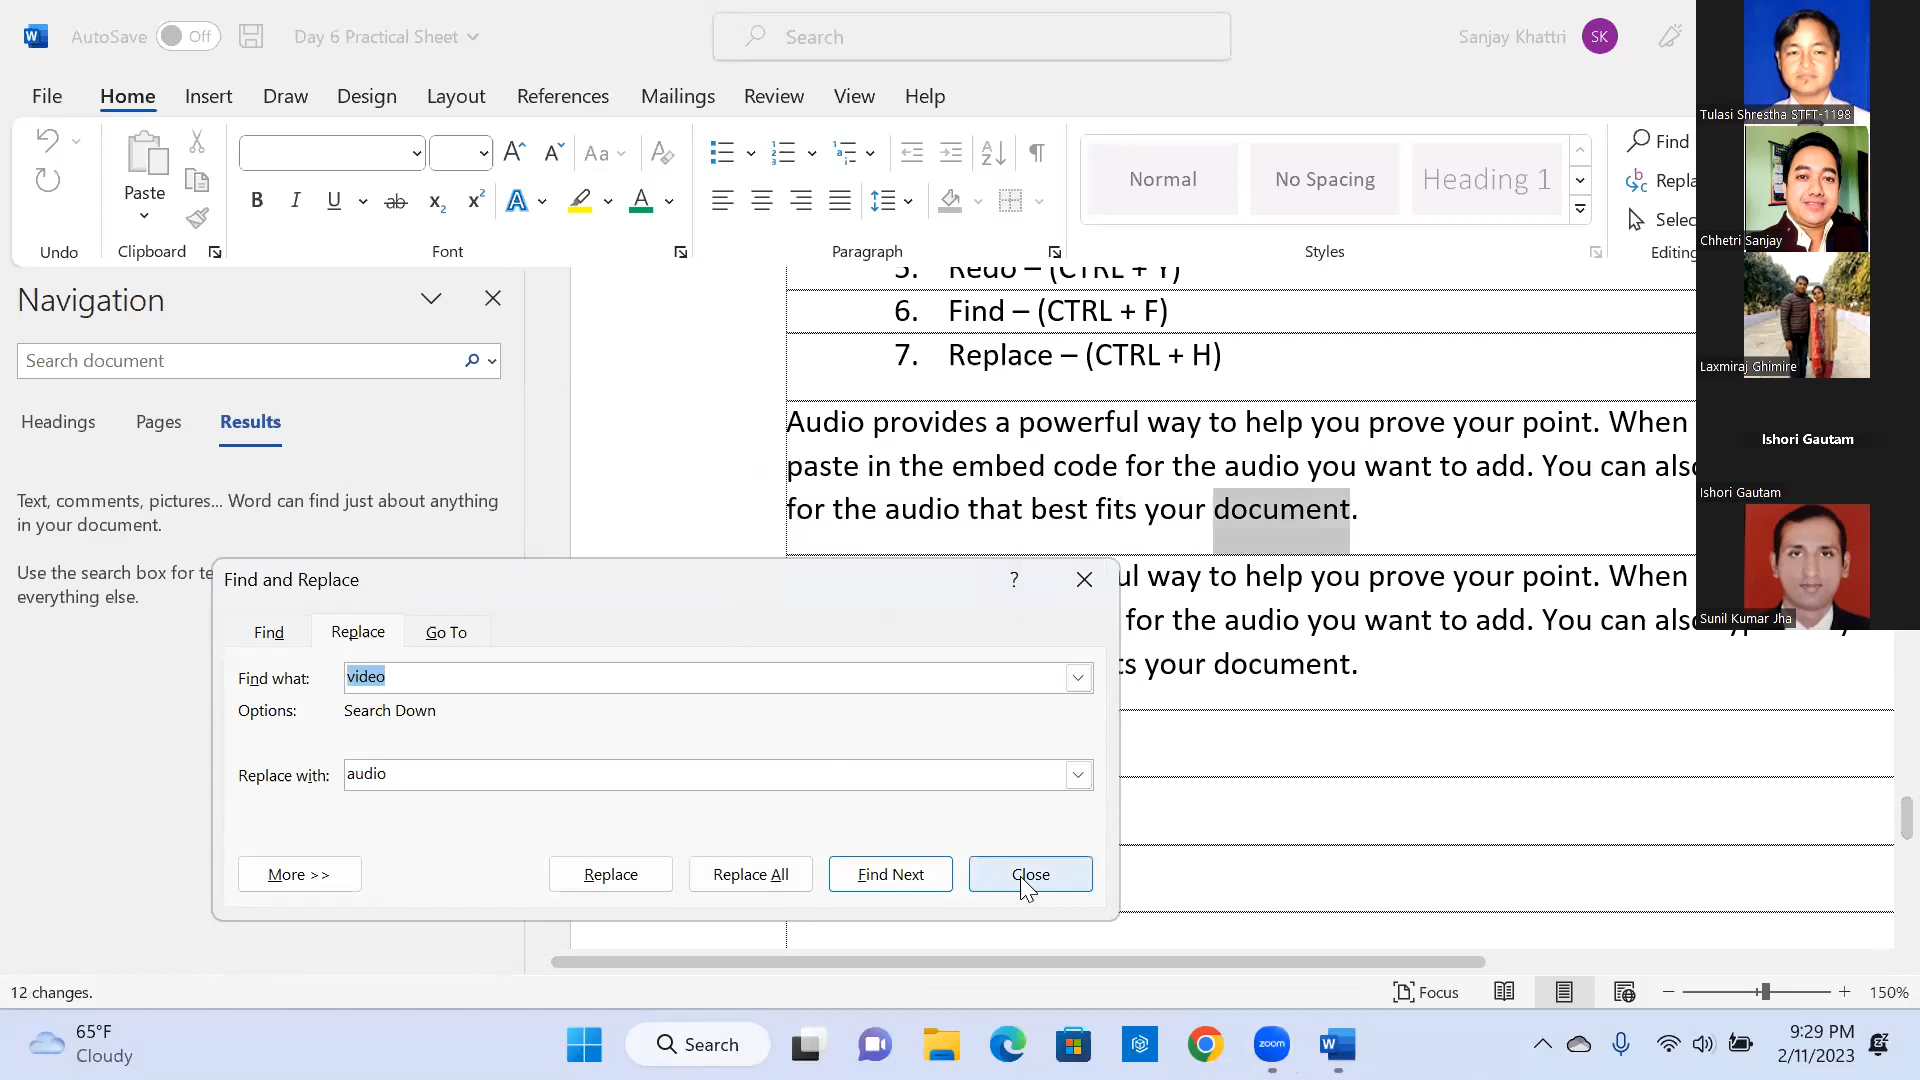 AutoSave Off Day 6 Practical Sheet Search Sanjay Khattri SK
File Home Insert Draw Design Layout References Mailings Review View Help
Paste
Find
Normal No Spacing Heading 1
Undo Clipboard Font Paragraph Styles Editing
Tulasi Shrestha STFT-1198
Chhetri Sanjay
Laxmiraj Ghimire
Ishori Gautam
Ishori Gautam
Sunil Kumar Jha
Navigation
Search document
Headings Pages Results
Text, comments, pictures... Word can find just about anything
in your document.
Use the search box for
everything else.
5. Redo – (CTRL + Y)
6. Find – (CTRL + F)
7. Replace – (CTRL + H)
Audio provides a powerful way to help you prove your point. When
paste in the embed code for the audio you want to add. You can
for the audio that best fits your document.
way to help you prove your point. When
for the audio you want to add. You can
your document.
Find and Replace ?
Find Replace Go To
Find what: video
Options: Search Down
Replace with: audio
More >> Replace Replace All Find Next Close
12 changes. Focus 150%
65°F
Cloudy
Search
zoom
9:29 PM
2/11/2023